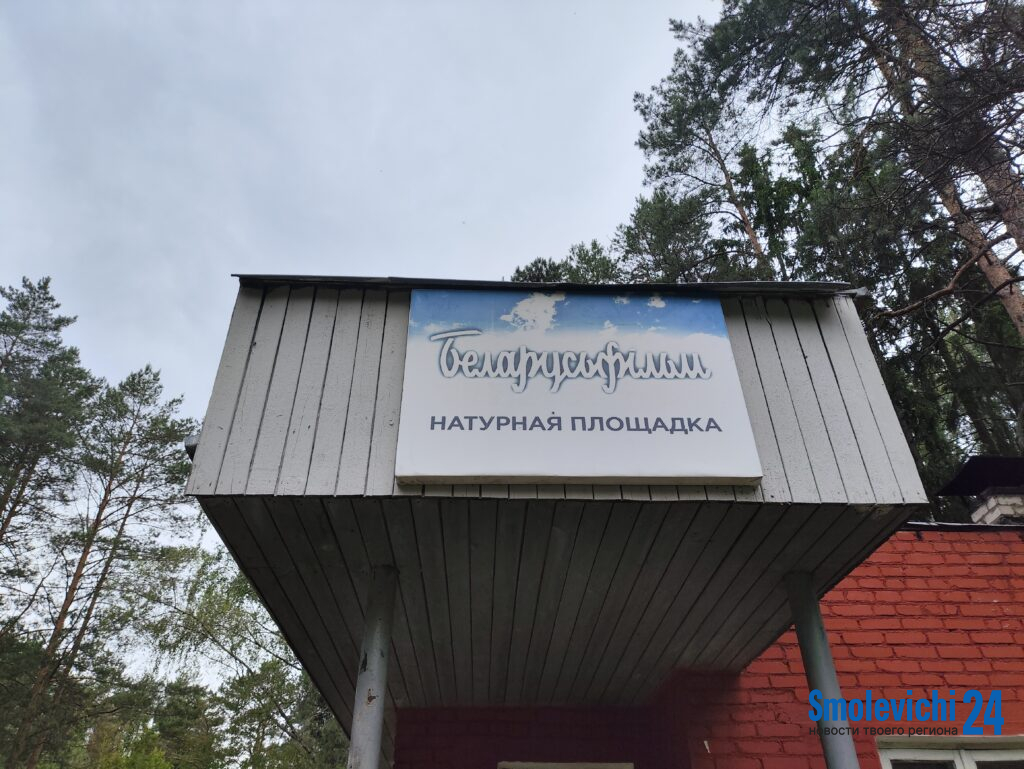 Беларусьфильм
НАТУРНАЯ ПЛОЩАДКА
Smolevichi 24
новости твоего региона